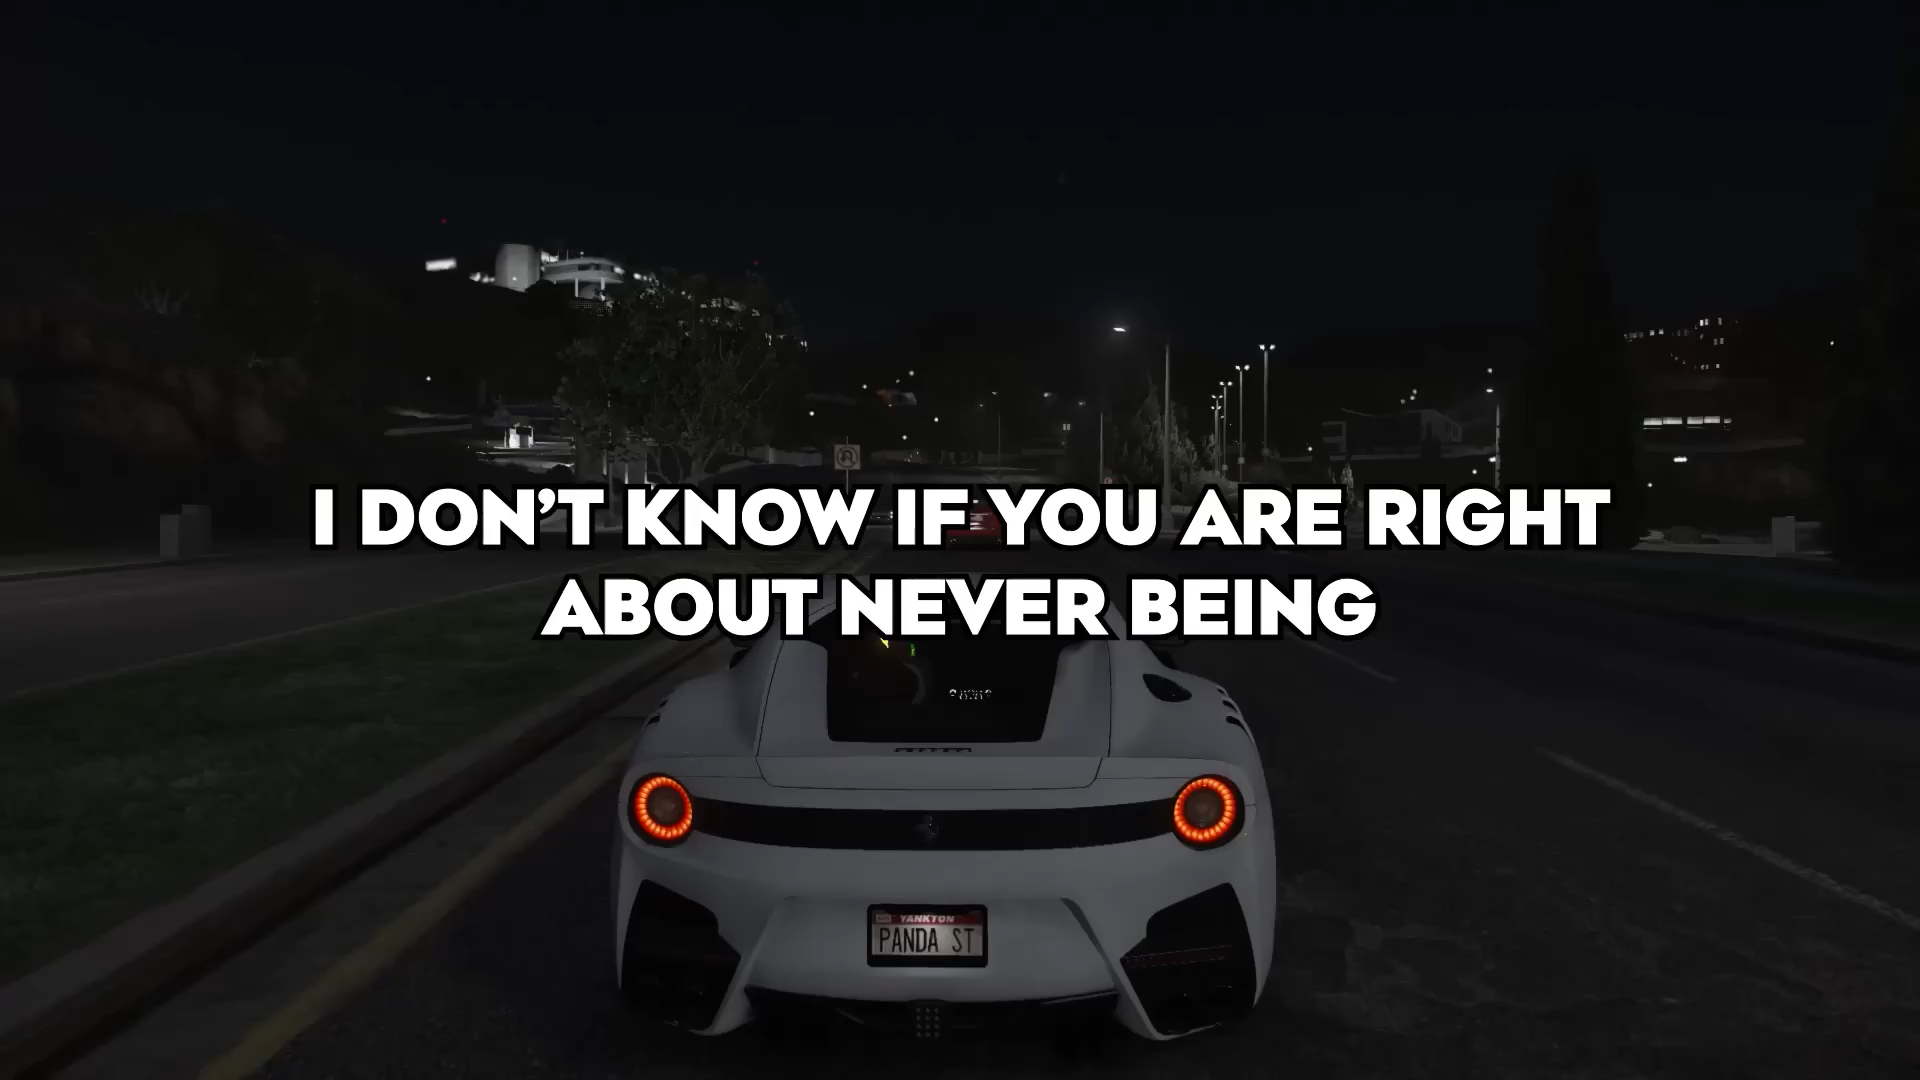 I DON’T KNOW IF YOU ARE RIGHT
ABOUT NEVER BEING
YANKTON
PANDA ST